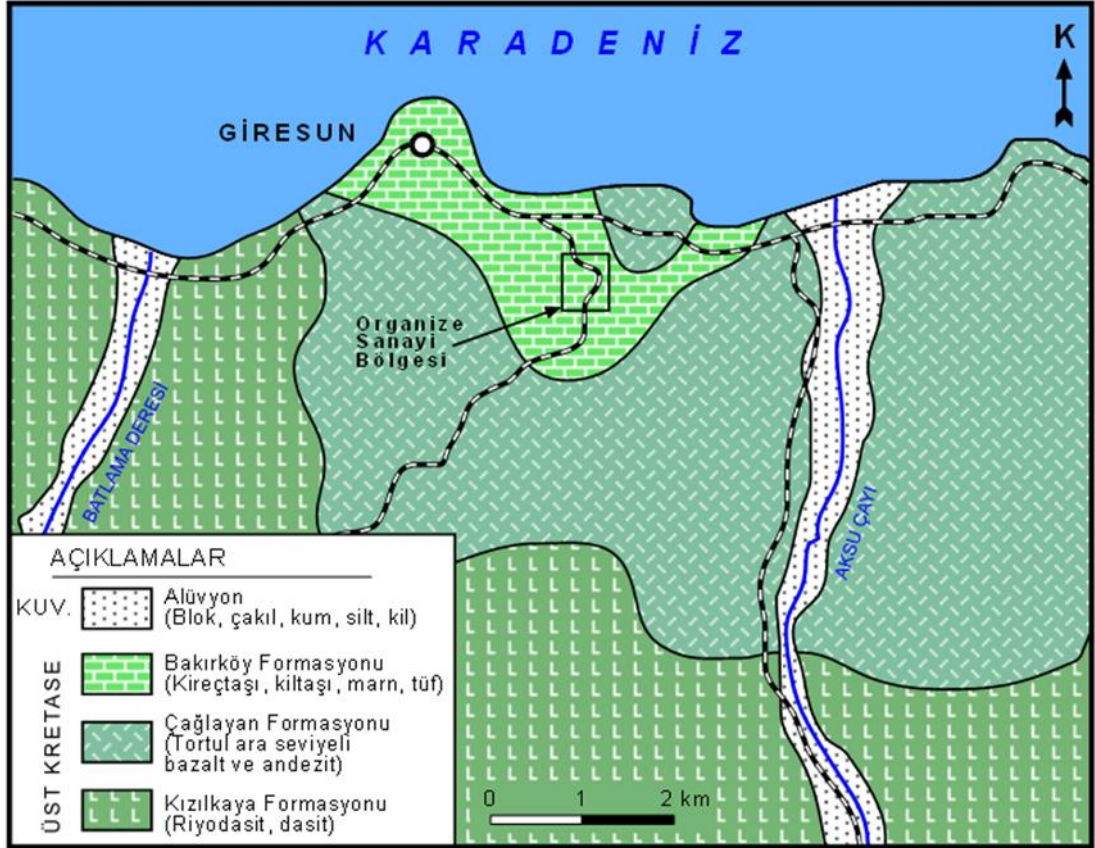 KARADENİZ
K
GİRESUN
Organize
Sanayi
Bölgesi
BATLAMA DERESİ
AKSU ÇAYI
AÇIKLAMALAR
KUV.
Alüvyon
(Blok, çakıl, kum, silt, kil)
ÜST KRETASE
Bakırköy Formasyonu
(Kireçtaşı, kiltaşı, marn, tüf)
Çağlayan Formasyonu
(Tortul ara seviyeli
bazalt ve andezit)
Kızılkaya Formasyonu
(Riyodasit, dasit)
0 1 2 km